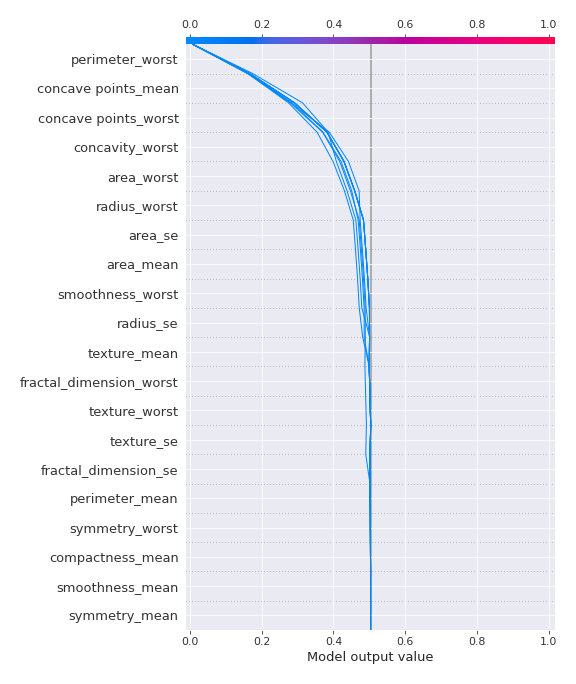 0.0 0.2 0.4 0.6 0.8 1.0
perimeter_worst
concave points_mean
concave points_worst
concavity_worst
area_worst
radius_worst
area_se
area_mean
smoothness_worst
radius_se
texture_mean
fractal_dimension_worst
texture_worst
texture_se
fractal_dimension_se
perimeter_mean
symmetry_worst
compactness_mean
smoothness_mean
symmetry_mean
0.0 0.2 0.4 0.6 0.8 1.0
Model output value